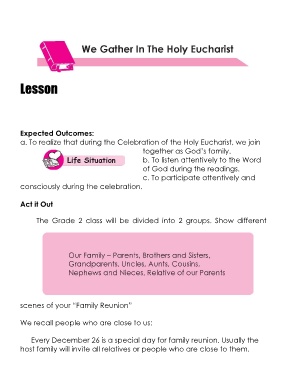 We Gather In The Holy Eucharist
Lesson
Expected Outcomes:
a. To realize that during the Celebration of the Holy Eucharist, we join
together as God's family.
Life Situation
b. To listen attentively to the Word
of God during the readings.
c. To participate attentively and
consciously during the celebration.
Act it Out
The Grade 2 class will be divided into 2 groups. Show different
Our Family – Parents, Brothers and Sisters,
Grandparents, Uncles, Aunts, Cousins,
Nephews and Nieces, Relative of our Parents
scenes of your "Family Reunion"
We recall people who are close to us:
Every December 26 is a special day for family reunion. Usually the
host family will invite all relatives or people who are close to them.